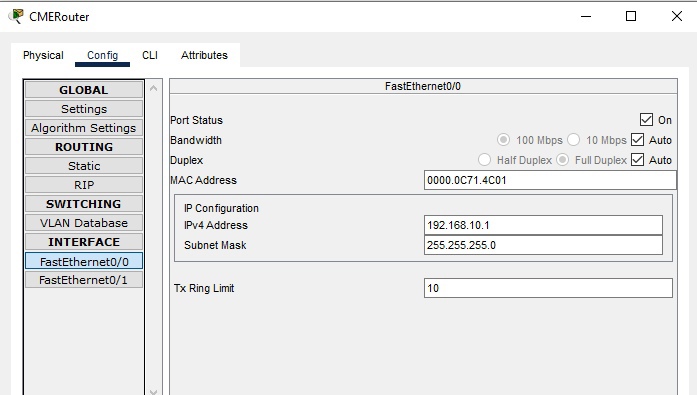 CMERouter
Physical Config CLI Attributes
GLOBAL
Settings
Algorithm Settings
ROUTING
Static
RIP
SWITCHING
VLAN Database
INTERFACE
FastEthernet0/0
FastEthernet0/1
FastEthernet0/0
Port Status On
Bandwidth 100 Mbps 10 Mbps Auto
Duplex Half Duplex Full Duplex Auto
MAC Address 0000.0C71.4C01
IP Configuration
IPv4 Address 192.168.10.1
Subnet Mask 255.255.255.0
Tx Ring Limit 10